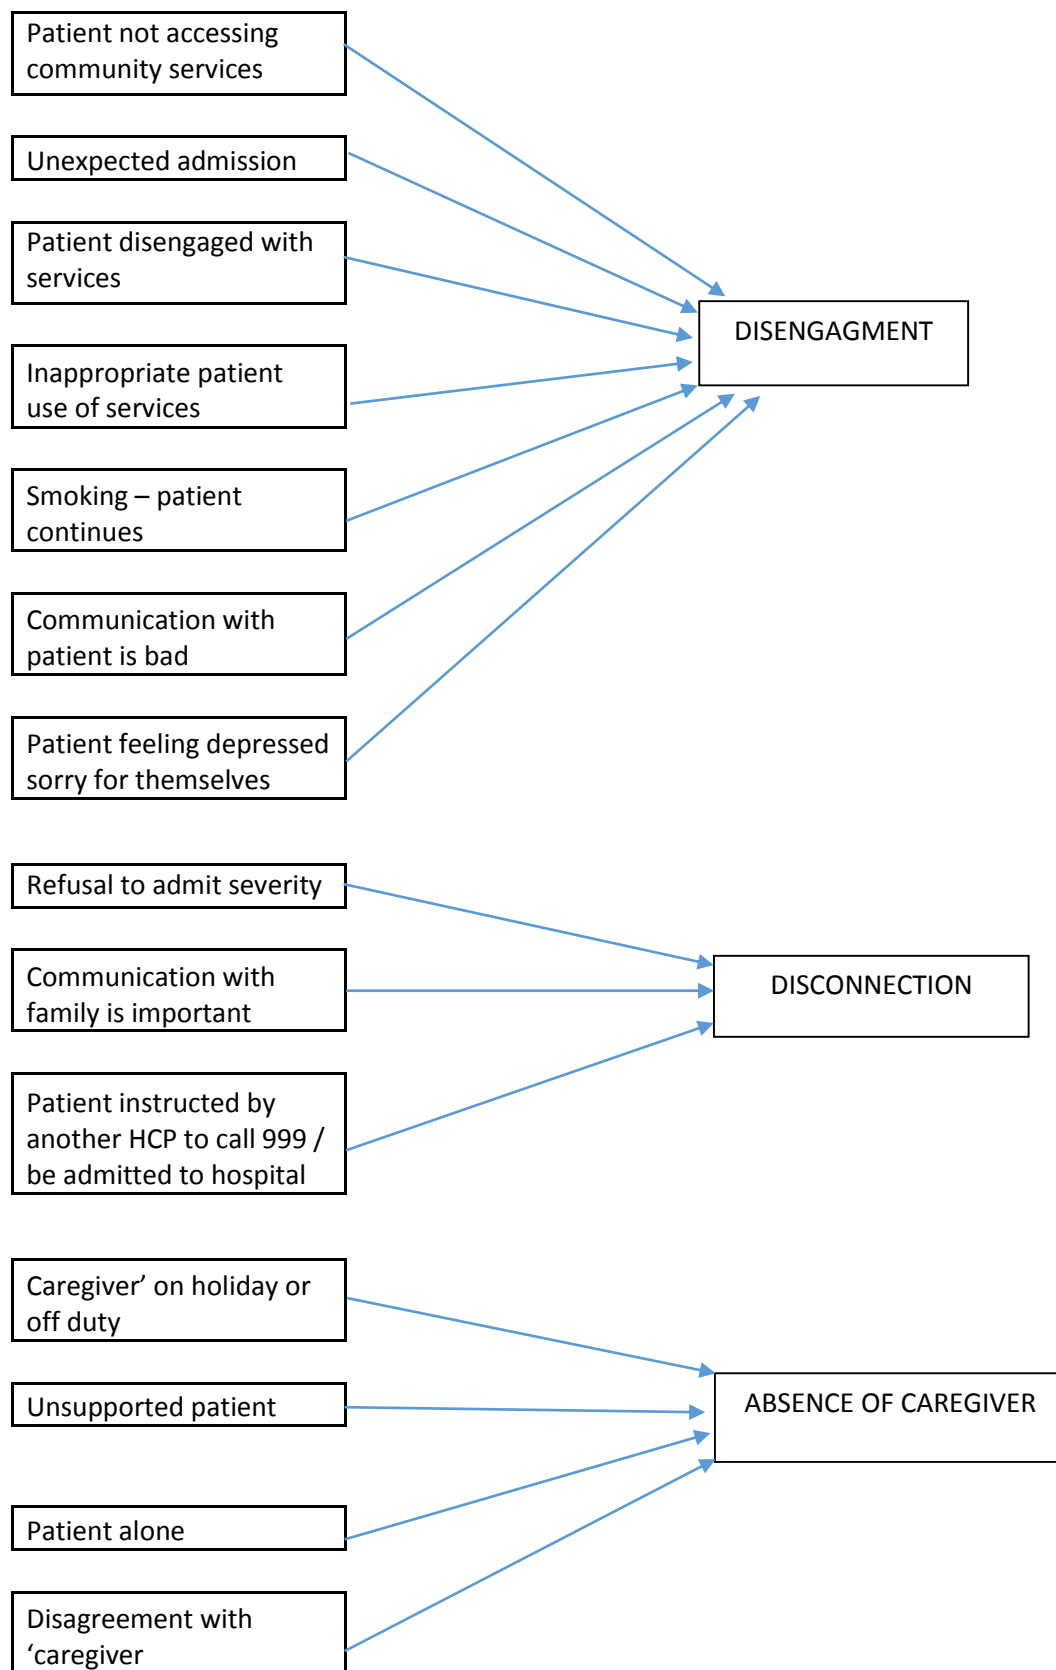 Patient not accessing
community services
Unexpected admission
Patient disengaged with
services
DISENGAGMENT
Inappropriate patient
use of services
Smoking – patient
continues
Communication with
patient is bad
Patient feeling depressed
sorry for themselves
Refusal to admit severity
Communication with
family is important
DISCONNECTION
Patient instructed by
another HCP to call 999 /
be admitted to hospital
Caregiver’ on holiday or
off duty
Unsupported patient
ABSENCE OF CAREGIVER
Patient alone
Disagreement with
‘caregiver